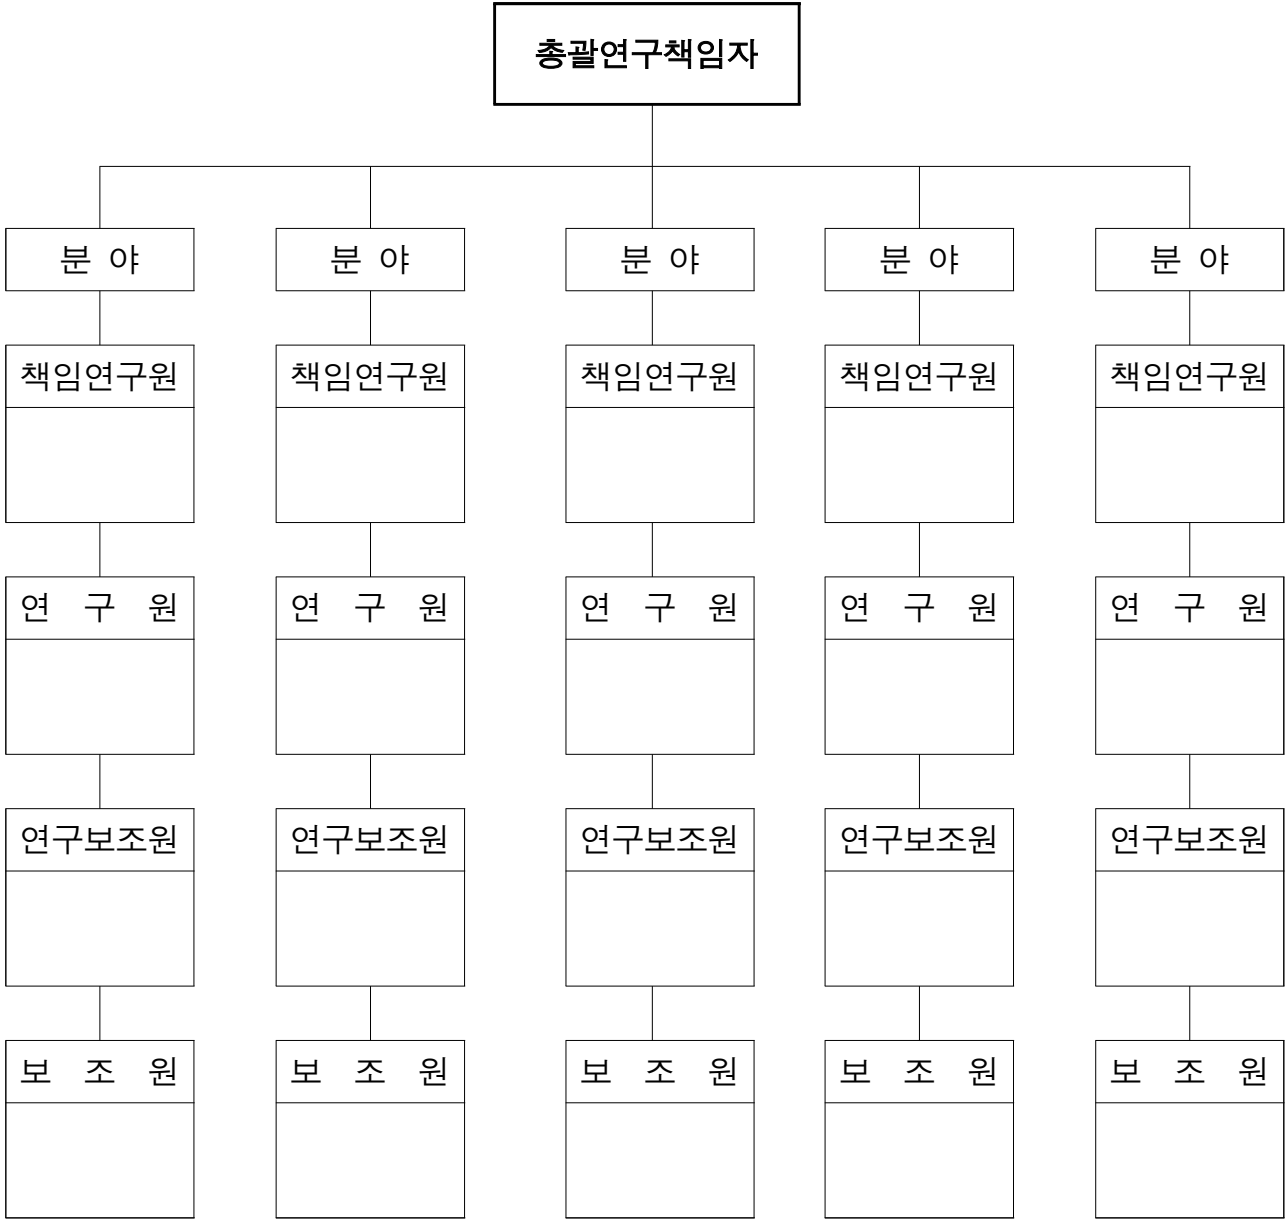 총괄연구책임자
분 야 분 야 분 야 분 야 분 야
책임연구원 책임연구원 책임연구원 책임연구원 책임연구원
연 구 원 연 구 원 연 구 원 연 구 원 연 구 원
연구보조원 연구보조원 연구보조원 연구보조원 연구보조원
보 조 원 보 조 원 보 조 원 보 조 원 보 조 원